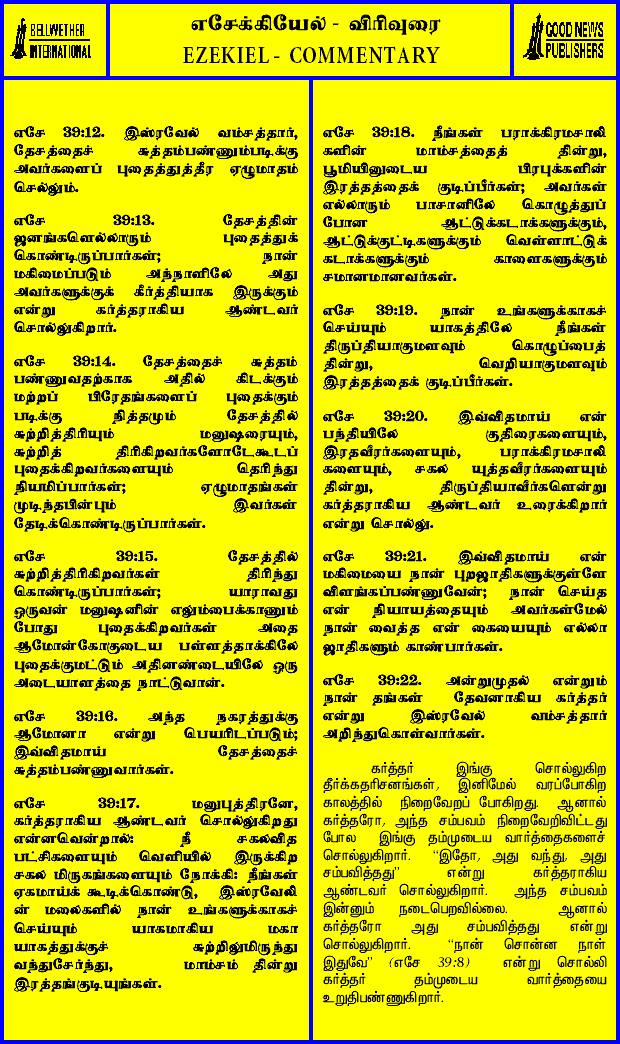 BELLWETHER
INTERNATIONAL
எசேக்கியேல் - விரிவுரை
EZEKIEL - COMMENTARY
GOOD NEWS
PUBLISHERS
எசே 39:12. இஸ்ரவேல் வம்சத்தார்,
தேசத்தைச் சுத்தம்பண்ணும்படிக்கு
அவர்களைப் புதைத்துத்தீர ஏழுமாதம்
செல்லும்.
எசே 39:13. தேசத்தின்
ஜனங்களெல்லாரும் புதைத்துக்
கொண்டிருப்பார்கள்; நான்
மகிமைப்படும் அந்நாளிலே அது
அவர்களுக்குக் கீர்த்தியாக இருக்கும்
என்று கர்த்தராகிய ஆண்டவர்
சொல்லுகிறார்.
எசே 39:14. தேசத்தைச் சுத்தம்
பண்ணுவதற்காக அதில் கிடக்கும்
மற்றப் பிரேதங்களைப் புதைக்கும்
படிக்கு நித்தமும் தேசத்தில்
சுற்றித்திரியும் மனுஷரையும்,
சுற்றித் திரிகிறவர்களோடேகூடப்
புதைக்கிறவர்களையும் தெரிந்து
நியமிப்பார்கள்; ஏழுமாதங்கள்
முடிந்தபின்பும் இவர்கள்
தேடிக்கொண்டிருப்பார்கள்.
எசே 39:15. தேசத்தில்
சுற்றித்திரிகிறவர்கள் திரிந்து
கொண்டிருப்பார்கள்; யாராவது
ஒருவன் மனுஷனின் எலும்பைக்காணும்
போது புதைக்கிறவர்கள் அதை
ஆமோன்கோகுடைய பள்ளத்தாக்கிலே
புதைக்குமட்டும் அதினண்டையிலே ஒரு
அடையாளத்தை நாட்டுவான்.
எசே 39:16. அந்த நகரத்துக்கு
ஆமோனா என்று பெயரிடப்படும்;
இவ்விதமாய் தேசத்தைச்
சுத்தம்பண்ணுவார்கள்.
எசே 39:17. மனுபுத்திரனே,
கர்த்தராகிய ஆண்டவர் சொல்லுகிறது
என்னவென்றால்: நீ சகலவித
பட்சிகளையும் வெளியில் இருக்கிற
சகல மிருகங்களையும் நோக்கி: நீங்கள்
ஏகமாய்க் கூடிக்கொண்டு, இஸ்ரவேலி
ன் மலைகளில் நான் உங்களுக்காகச்
செய்யும் யாகமாகிய மகா
யாகத்துக்குச் சுற்றிலுமிருந்து
வந்துசேர்ந்து, மாம்சம் தின்று
இரத்தங்குடியுங்கள்.
எசே 39:18. நீங்கள் பராக்கிரமசாலி
களின் மாம்சத்தைத் தின்று,
பூமியினுடைய பிரபுக்களின்
இரத்தத்தைக் குடிப்பீர்கள்; அவர்கள்
எல்லாரும் பாசானிலே கொழுத்துப்
போன ஆட்டுக்கடாக்களுக்கும்,
ஆட்டுக்குட்டிகளுக்கும் வெள்ளாட்டுக்
கடாக்களுக்கும் காளைகளுக்கும்
சமானமானவர்கள்.
எசே 39:19. நான் உங்களுக்காகச்
செய்யும் யாகத்திலே நீங்கள்
திருப்தியாகுமளவும் கொழுப்பைத்
தின்று, வெறியாகுமளவும்
இரத்தத்தைக் குடிப்பீர்கள்.
எசே 39:20. இவ்விதமாய் என்
பந்தியிலே குதிரைகளையும்,
இரதவீரர்களையும், பராக்கிரமசாலி
களையும், சகல யுத்தவீரர்களையும்
தின்று, திருப்தியாவீர்களென்று
கர்த்தராகிய ஆண்டவர் உரைக்கிறார்
என்று சொல்லு.
எசே 39:21. இவ்விதமாய் என்
மகிமையை நான் புறஜாதிகளுக்குள்ளே
விளங்கப்பண்ணுவேன்; நான் செய்த
என் நியாயத்தையும் அவர்கள்மேல்
நான் வைத்த என் கையையும் எல்லா
ஜாதிகளும் காண்பார்கள்.
எசே 39:22. அன்றுமுதல் என்றும்
நான் தங்கள் தேவனாகிய கர்த்தர்
என்று இஸ்ரவேல் வம்சத்தார்
அறிந்துகொள்வார்கள்.
கர்த்தர் இங்கு சொல்லுகிற
தீர்க்கதரிசனங்கள், இனிமேல் வரப்போகிற
காலத்தில் நிறைவேறப் போகிறது. ஆனால்
கர்த்தரோ, அந்த சம்பவம் நிறைவேறிவிட்டது
போல இங்கு தம்முடைய வார்த்தைகளைச்
சொல்லுகிறார். "இதோ, அது வந்து, அது
சம்பவித்தது" என்று கர்த்தராகிய
ஆண்டவர் சொல்லுகிறார். அந்த சம்பவம்
இன்னும் நடைபெறவில்லை. ஆனால்
கர்த்தரோ அது சம்பவித்தது என்று
சொல்லுகிறார். "நான் சொன்ன நாள்
இதுவே" (எசே 39:8) என்று சொல்லி
கர்த்தர் தம்முடைய வார்த்தையை
உறுதிபண்ணுகிறார்.